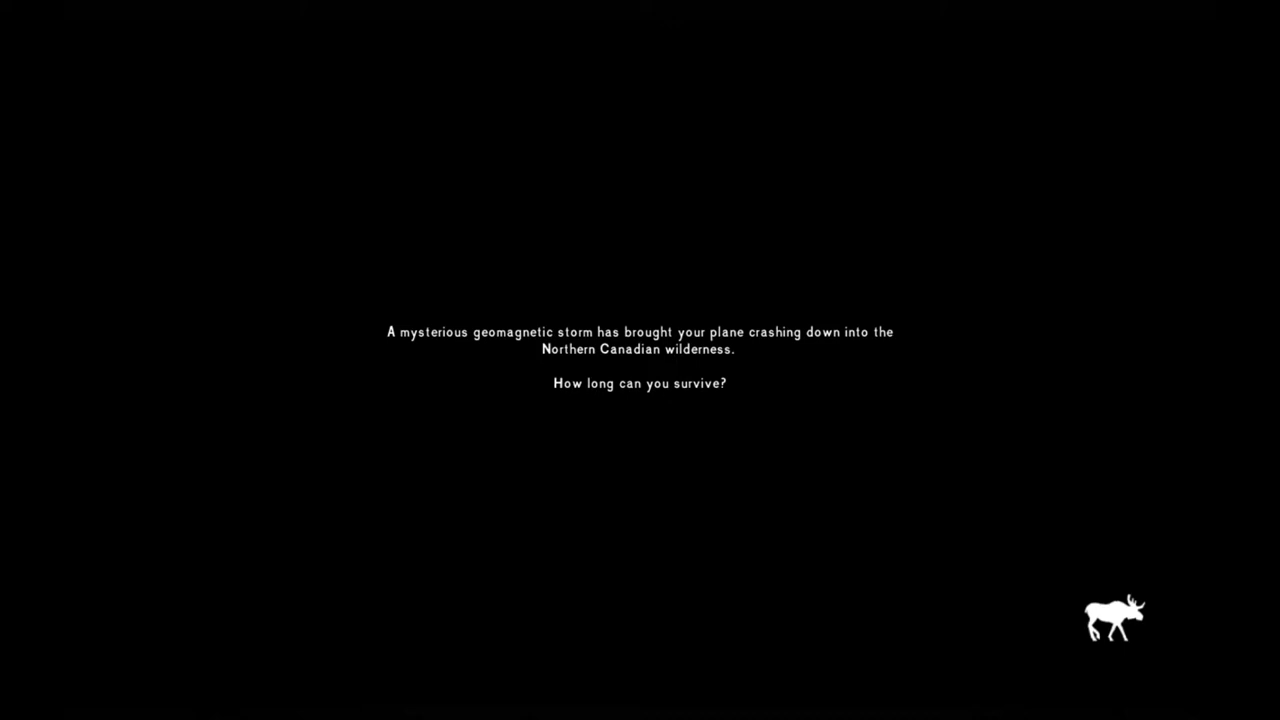 A mysterious geomagnetic storm has brought your plane crashing down into the
Northern Canadian wilderness.
How long can you survive?